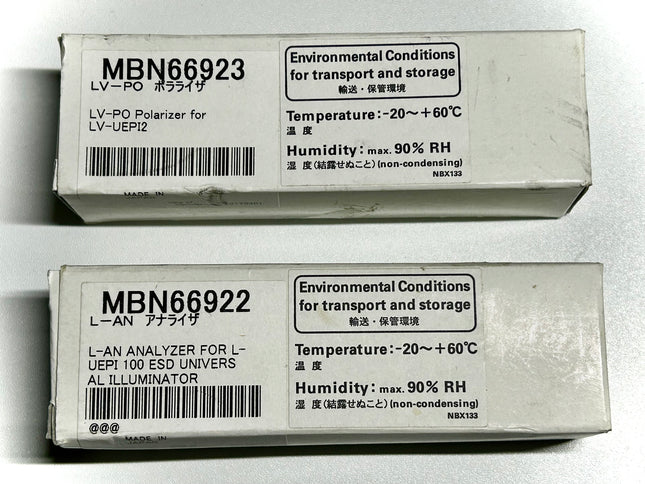 MBN66923
LV-PO ポラライザ
LV-PO Polarizer for
LV-UEPI2
MADE IN
Environmental Conditions
for transport and storage
輸送・保管環境
Temperature:-20～+60℃
温度
Humidity: max. 90% RH
湿度(結露せぬこと)(non-condensing)
NBX133
MBN66922
L-AN アナライザ
L-AN ANALYZER FOR L-
UEPI 100 ESD UNIVERS
AL ILLUMINATOR
@@@
MADE IN
JAPAN
Environmental Conditions
for transport and storage
輸送・保管環境
Temperature:-20～+60℃
温度
Humidity: max. 90% RH
湿度(結露せぬこと)(non-condensing)
NBX133